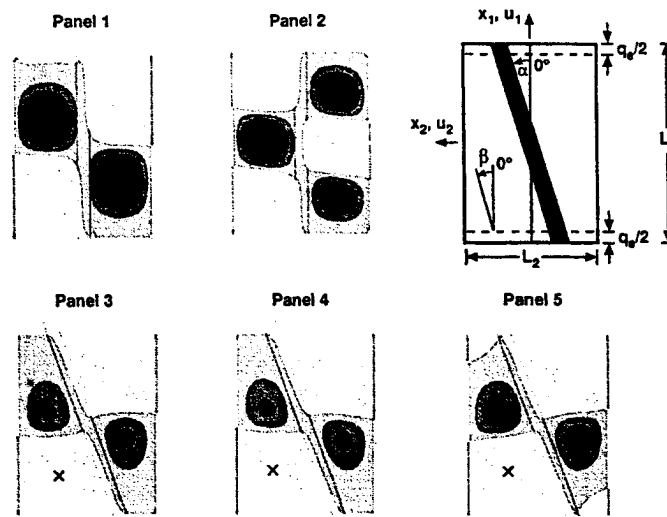 Panel 1
Panel 2
x₁, u₁
qₑ/2
α
0°
x₂, u₂
β
0°
L
qₑ/2
L₂
Panel 3
Panel 4
Panel 5
x
x
x